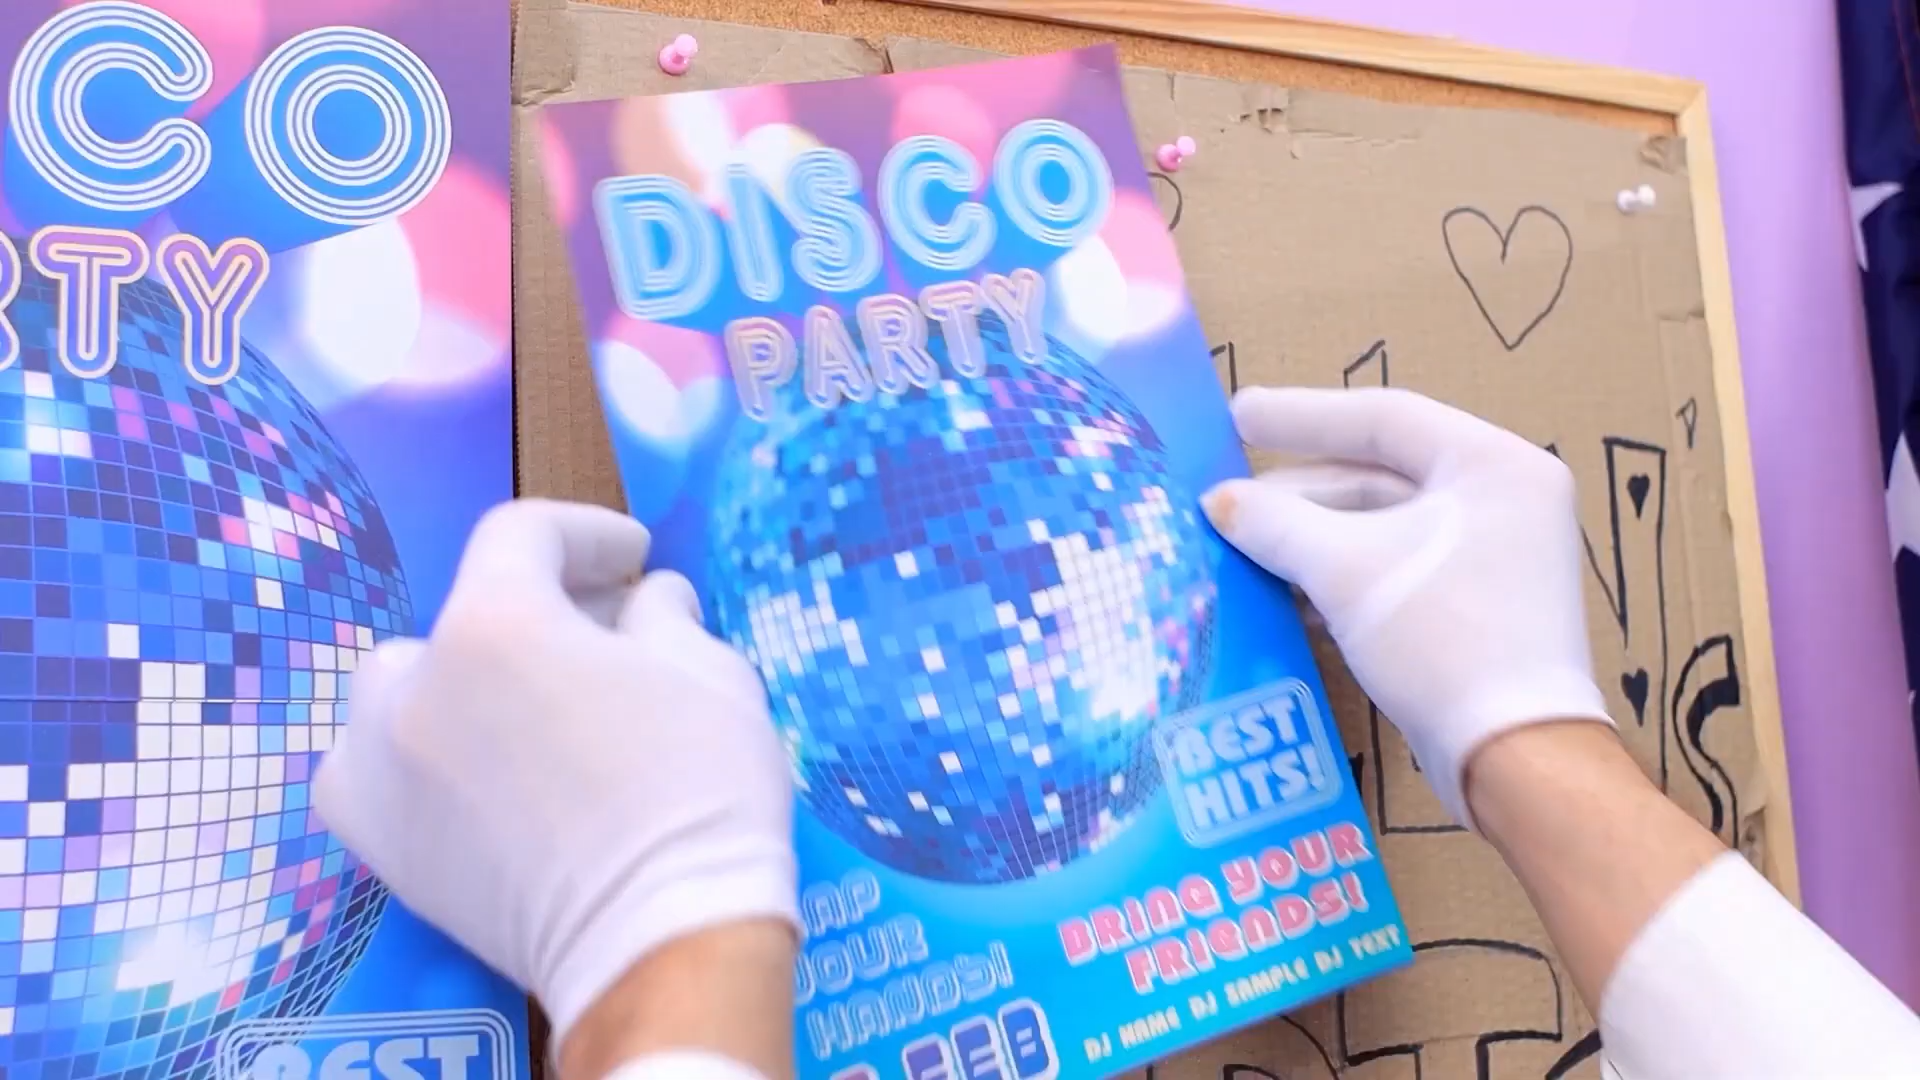 CO
RTY
BEST
DISCO
PARTY
BEST
HITS!
AP
YOUR
HANDS!
FEB
BRING YOUR
FRIENDS!
DJ NAME DJ SAMPLE DJ TEXT